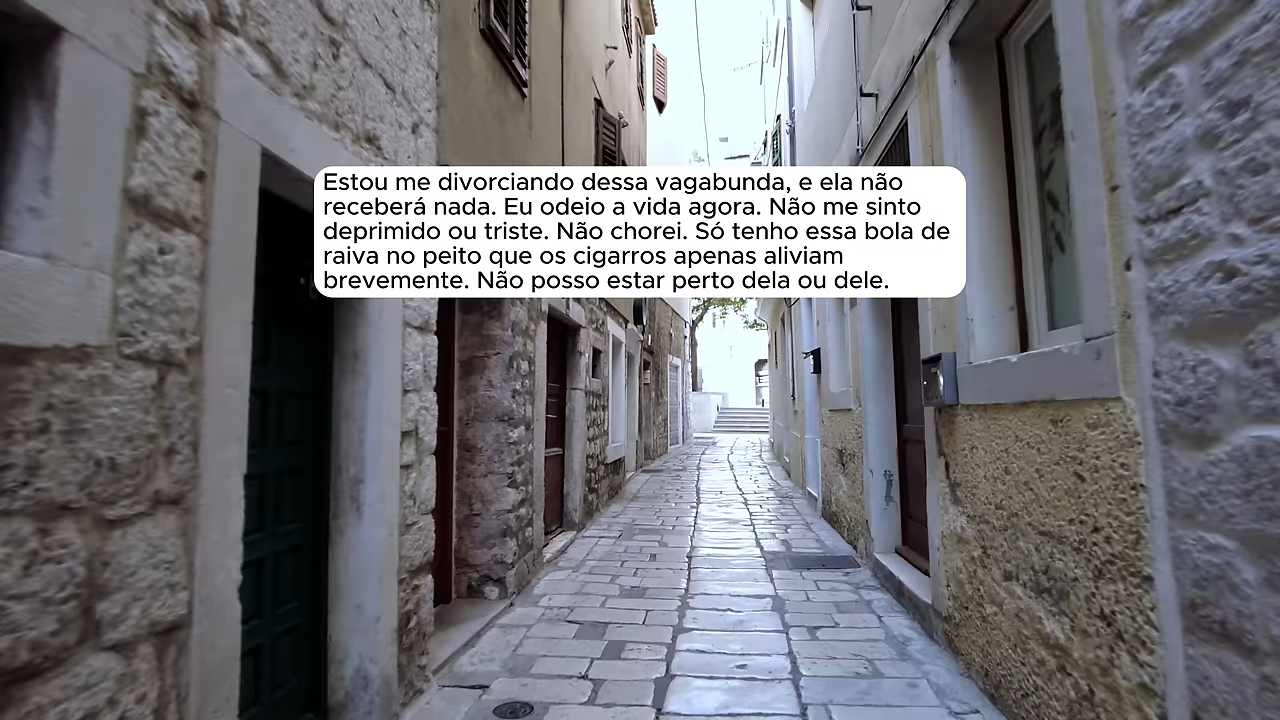 Estou me divorciando dessa vagabunda, e ela não
receberá nada. Eu odeio a vida agora. Não me sinto
deprimido ou triste. Não chorei. Só tenho essa bola de
raiva no peito que os cigarros apenas aliviam
brevemente. Não posso estar perto dela ou dele.